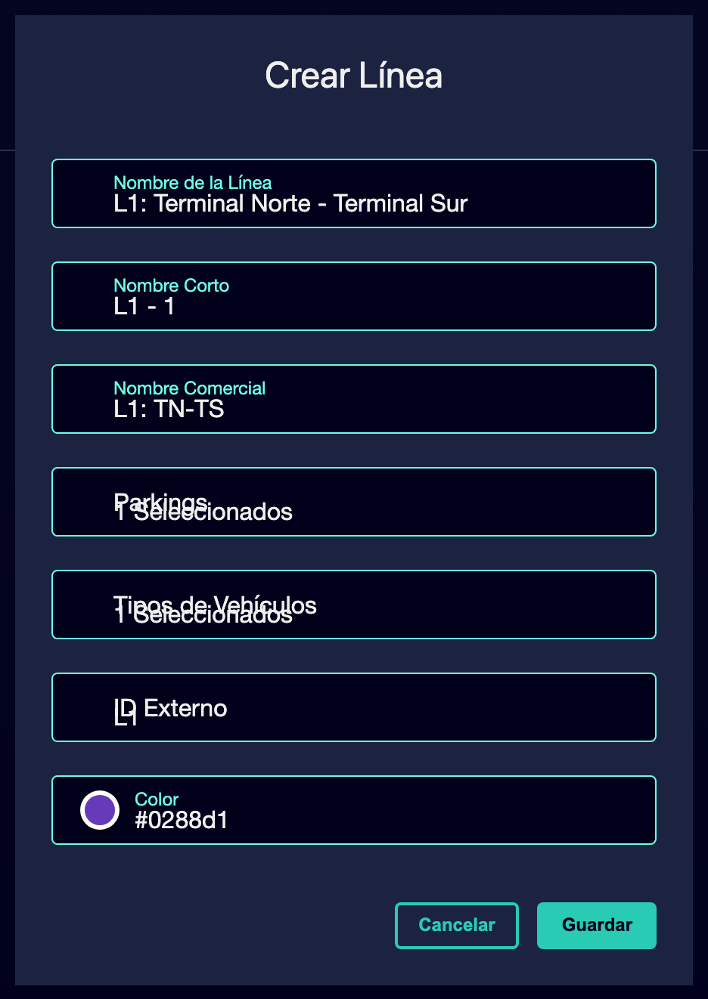 Crear Línea
Nombre de la Línea
L1: Terminal Norte - Terminal Sur
Nombre Corto
L1 - 1
Nombre Comercial
L1: TN-TS
Parkings
1 Seleccionados
Tipos de Vehículos
1 Seleccionados
ID Externo
L1
Color
#0288d1
Cancelar
Guardar